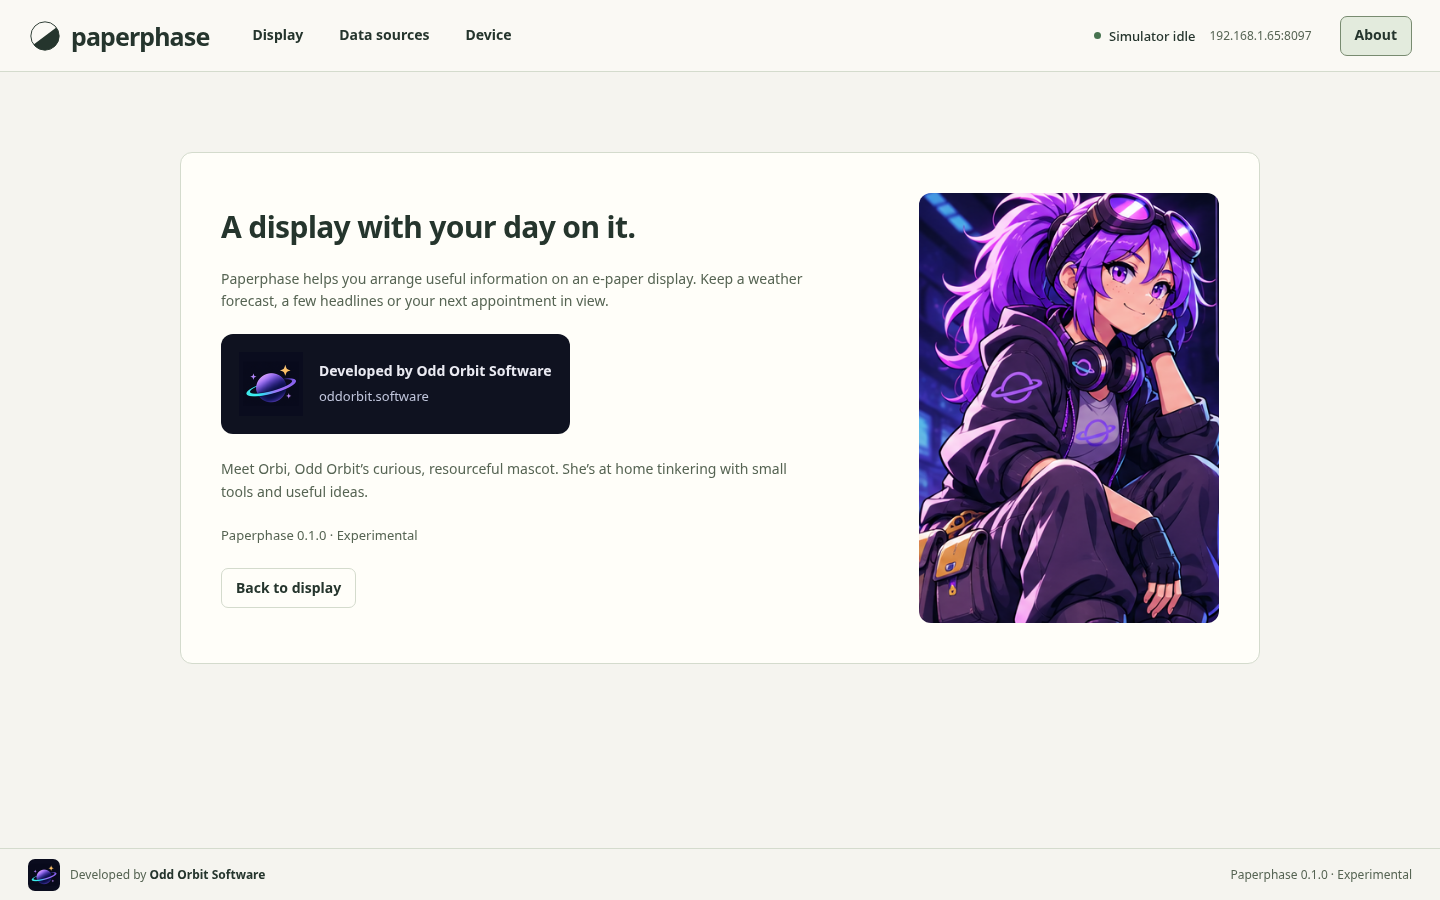 paperphase
Display
Data sources
Device
Simulator idle
192.168.1.65:8097
About
A display with your day on it.
Paperphase helps you arrange useful information on an e-paper display. Keep a weather
forecast, a few headlines or your next appointment in view.
Developed by Odd Orbit Software
oddorbit.software
Meet Orbi, Odd Orbit’s curious, resourceful mascot. She’s at home tinkering with small
tools and useful ideas.
Paperphase 0.1.0 · Experimental
Back to display
Developed by Odd Orbit Software
Paperphase 0.1.0 · Experimental